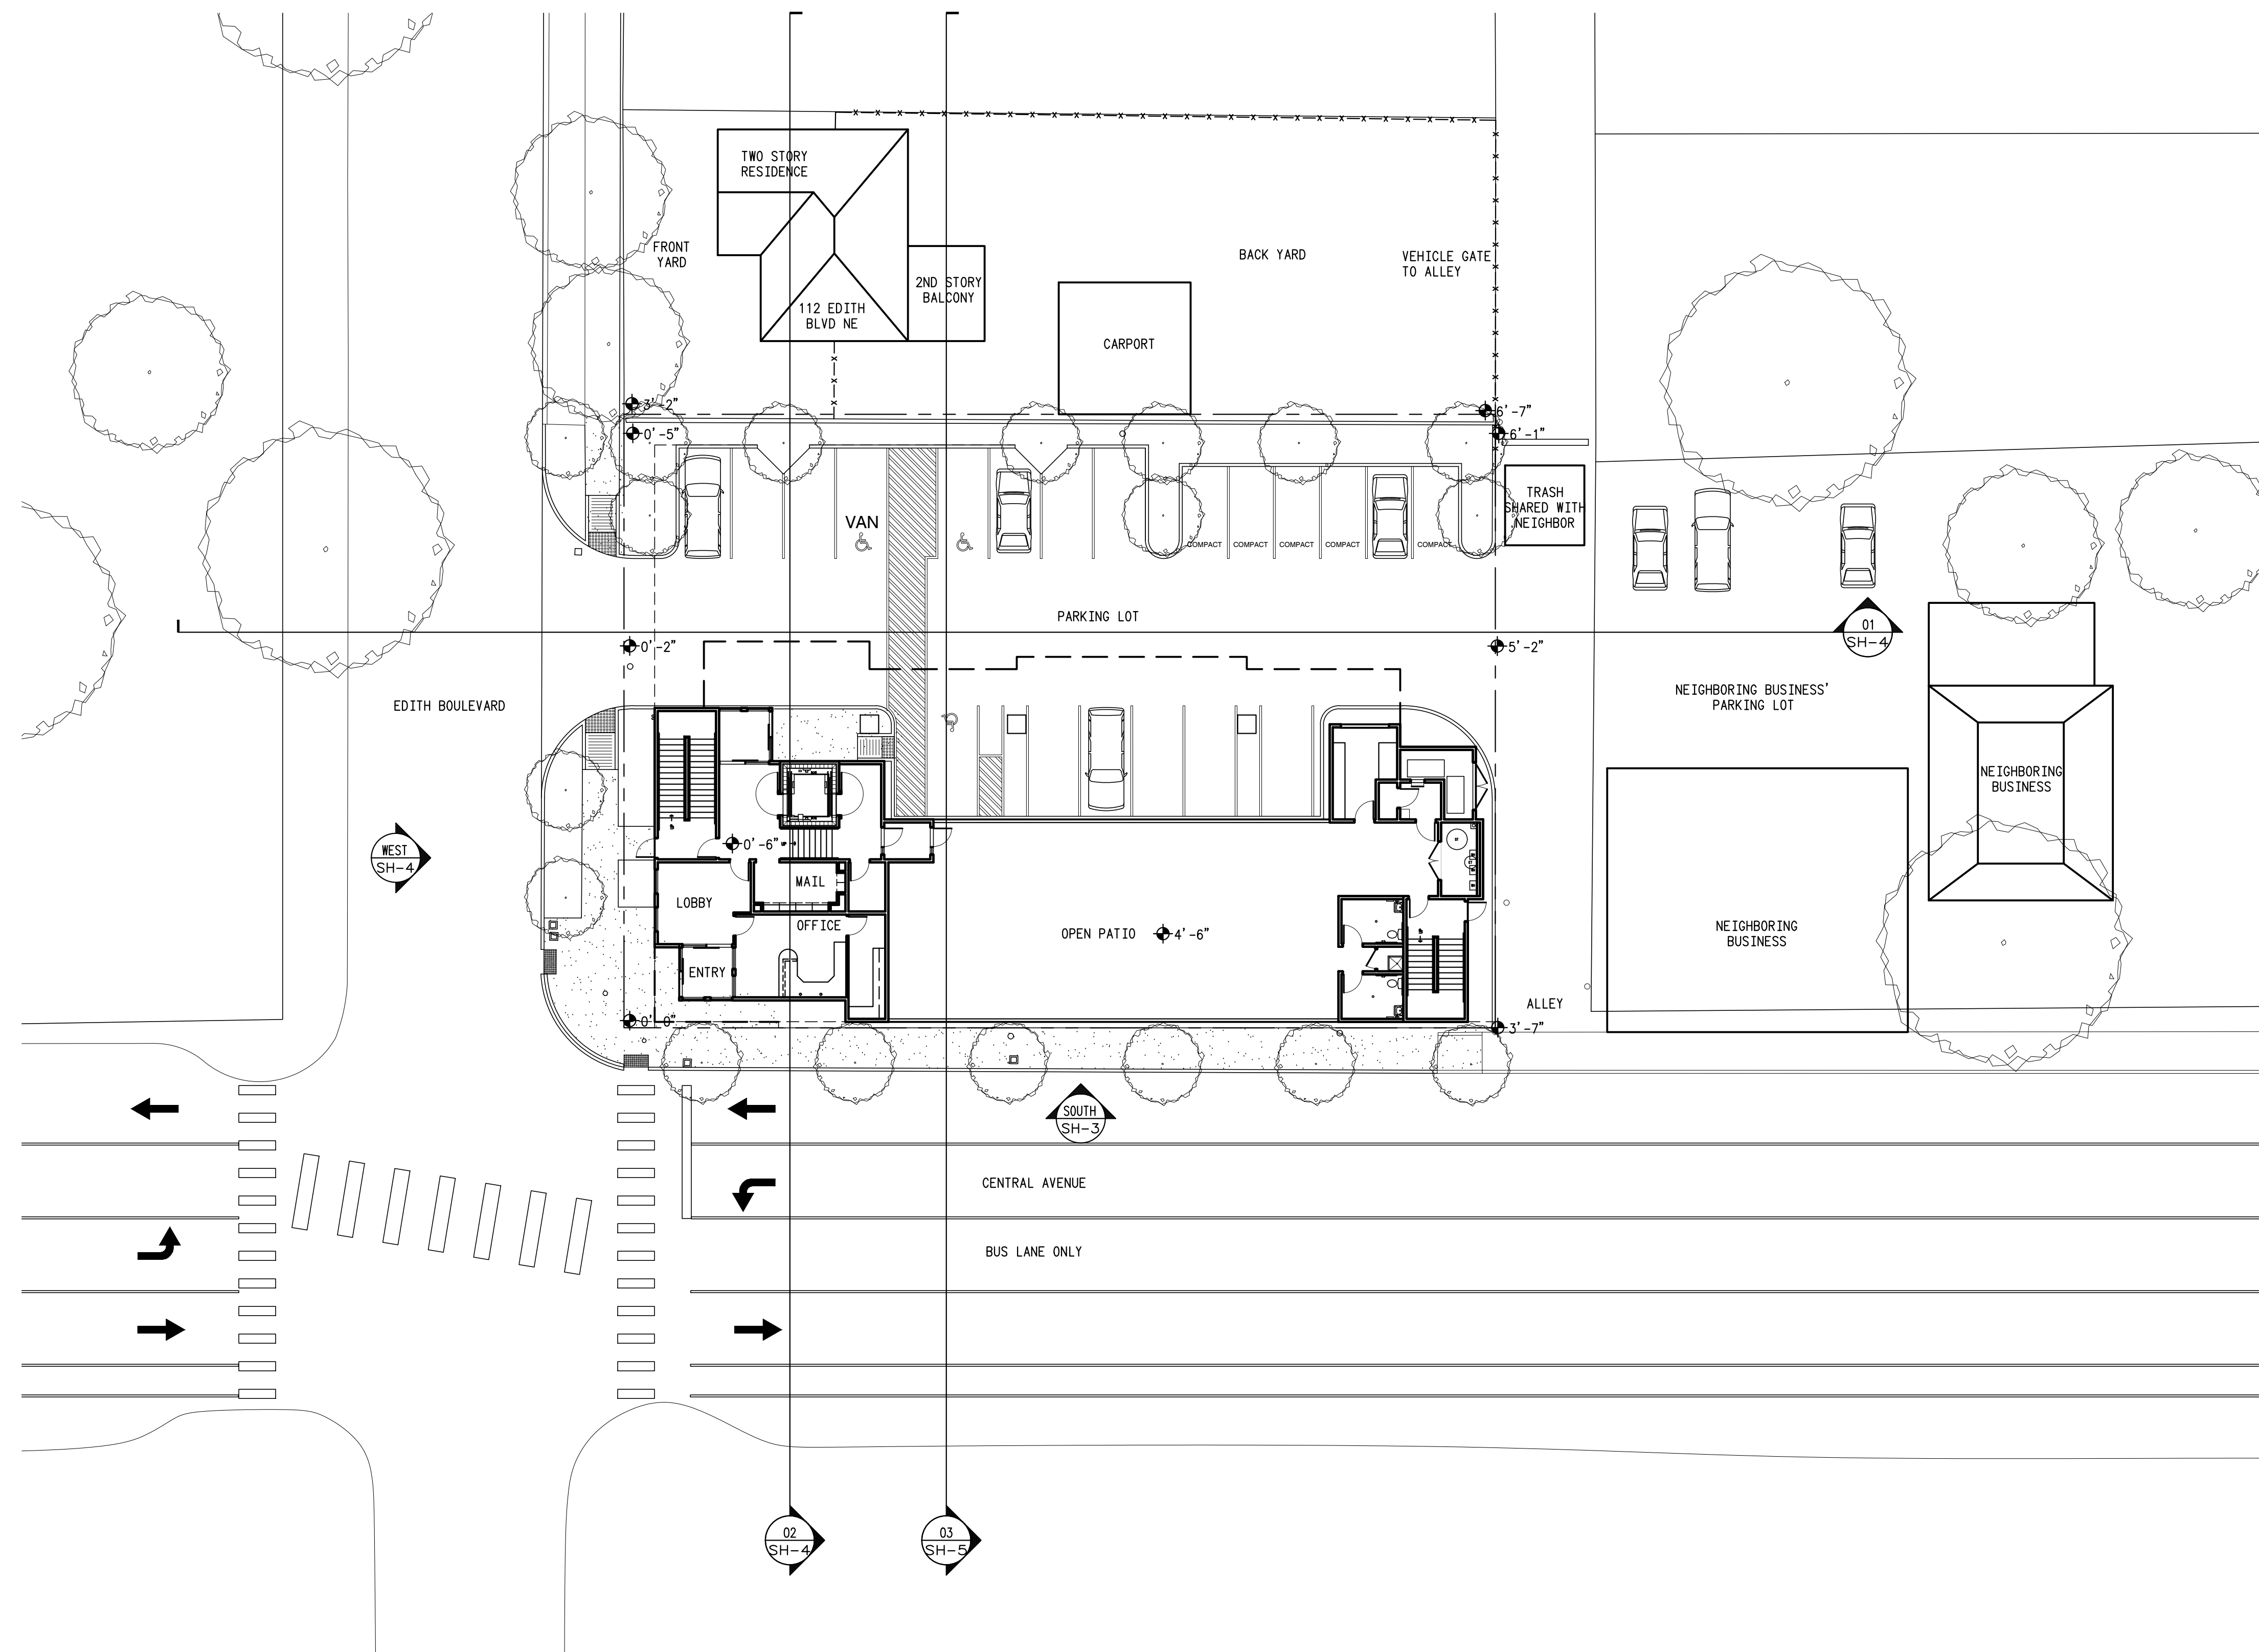 TWO STORY
RESIDENCE
FRONT
YARD
2ND STORY
BALCONY
112 EDITH
BLVD NE
CARPORT
BACK YARD
VEHICLE GATE
TO ALLEY
3'-2"
0'-5"
6'-7"
6'-1"
TRASH
SHARED WITH
NEIGHBOR
VAN
COMPACT
COMPACT
COMPACT
COMPACT
COMPACT
PARKING LOT
01
SH-4
0'-2"
5'-2"
EDITH BOULEVARD
NEIGHBORING BUSINESS'
PARKING LOT
NEIGHBORING
BUSINESS
WEST
SH-4
0'-6"
UP
MAIL
LOBBY
OFFICE
ENTRY
OPEN PATIO
4'-6"
NEIGHBORING
BUSINESS
ALLEY
0'-0"
3'-7"
SOUTH
SH-3
CENTRAL AVENUE
BUS LANE ONLY
02
SH-4
03
SH-5